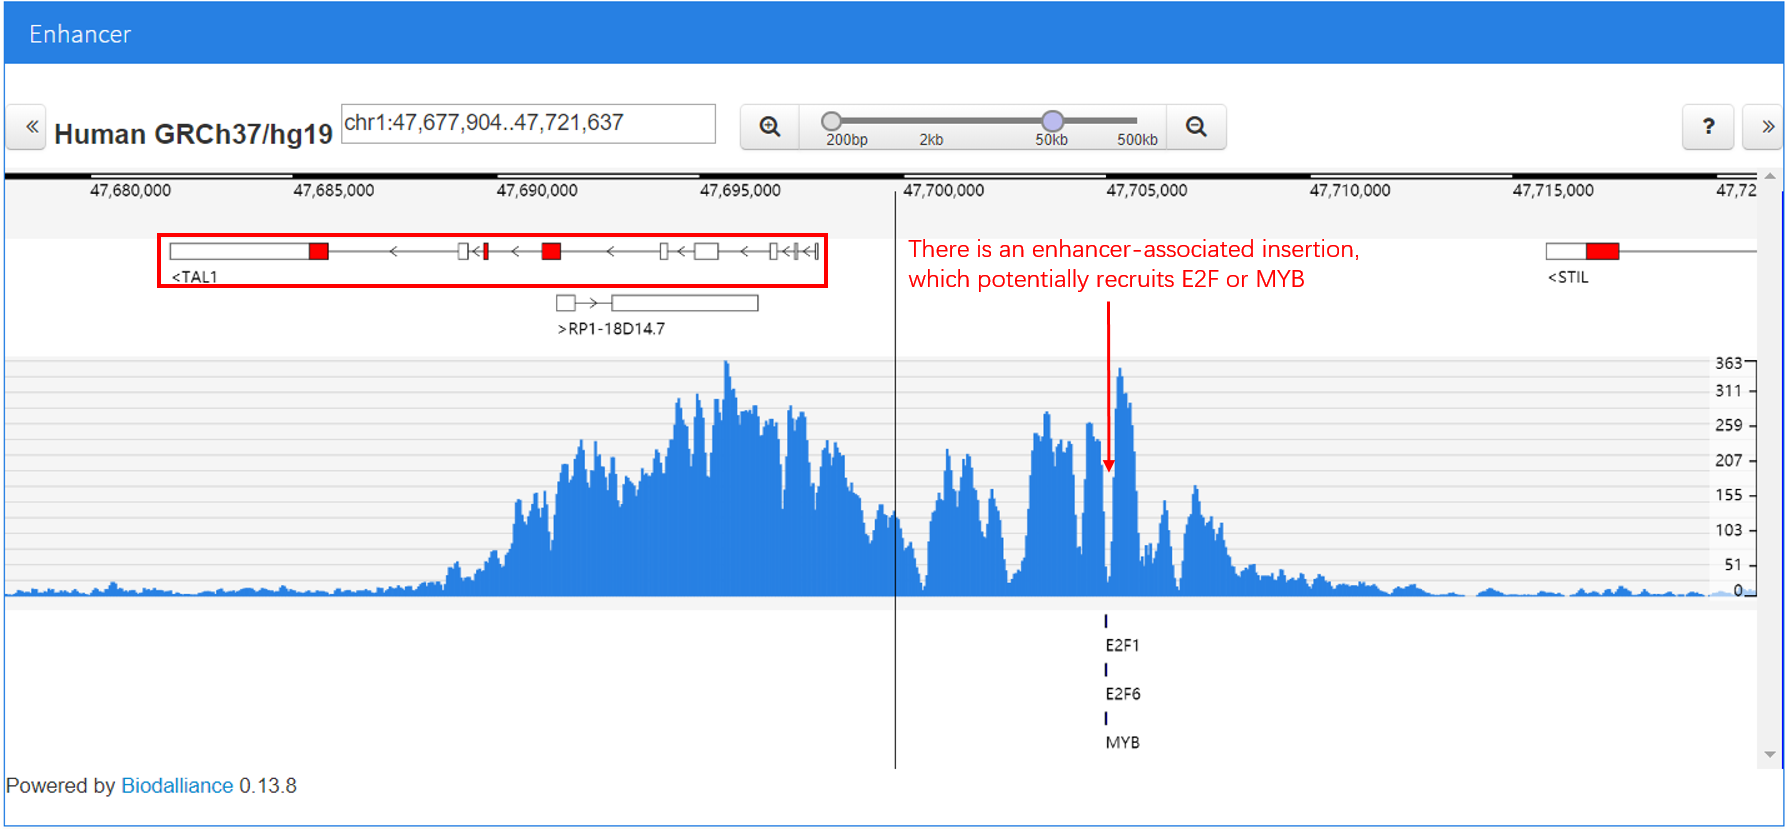 Enhancer
« Human GRCh37/hg19 chr1:47,677,904..47,721,637 ? »
200bp 2kb 50kb 500kb
47,680,000 47,685,000 47,690,000 47,695,000 47,700,000 47,705,000 47,710,000 47,715,000 47,72
There is an enhancer-associated insertion,
which potentially recruits E2F or MYB
<TAL1
<STIL
>RP1-18D14.7
363
311
259
207
155
103
51
0
E2F1
E2F6
MYB
Powered by Biodalliance 0.13.8